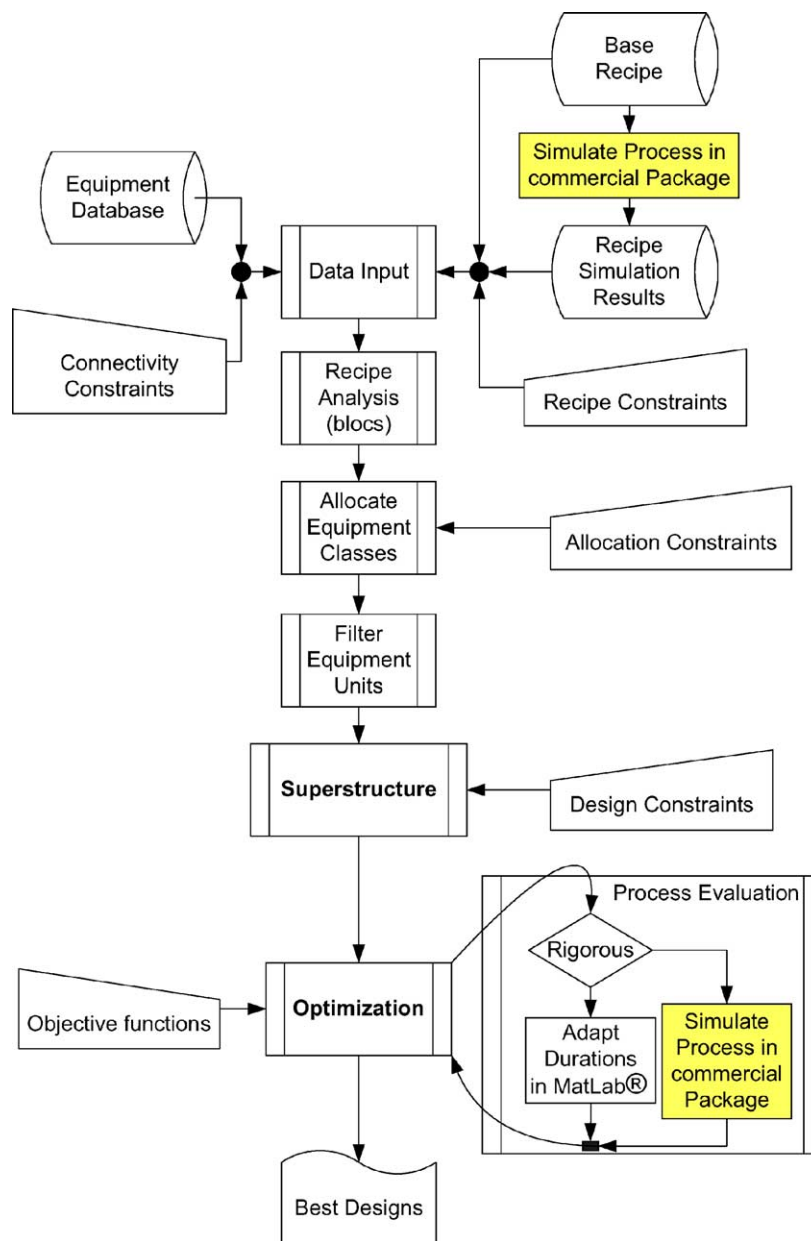 Base
Recipe
Simulate Process in
commercial Package
Equipment
Database
Recipe
Simulation
Results
Data Input
Connectivity
Constraints
Recipe
Analysis
(blocs)
Recipe Constraints
Allocate
Equipment
Classes
Allocation Constraints
Filter
Equipment
Units
Superstructure
Design Constraints
Process Evaluation
Rigorous
Optimization
Objective functions
Adapt
Durations
in MatLab®
Simulate
Process in
commercial
Package
Best Designs